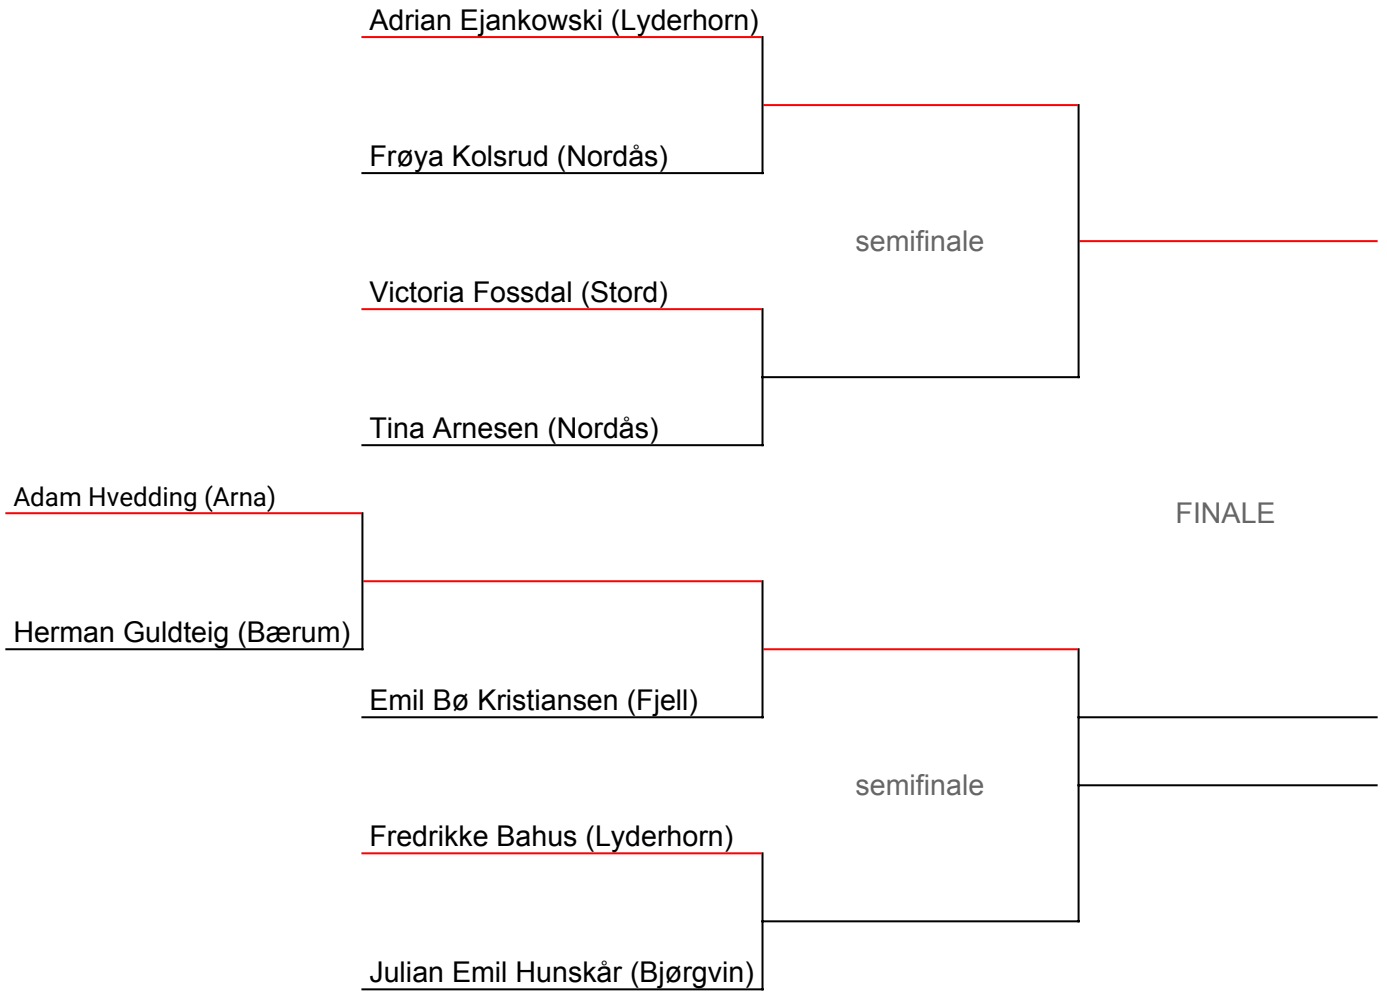 Adrian Ejankowski (Lyderhorn)
Frøya Kolsrud (Nordås)
semifinale
Victoria Fossdal (Stord)
Tina Arnesen (Nordås)
Adam Hvedding (Arna)
FINALE
Herman Guldteig (Bærum)
Emil Bø Kristiansen (Fjell)
semifinale
Fredrikke Bahus (Lyderhorn)
Julian Emil Hunskår (Bjørgvin)